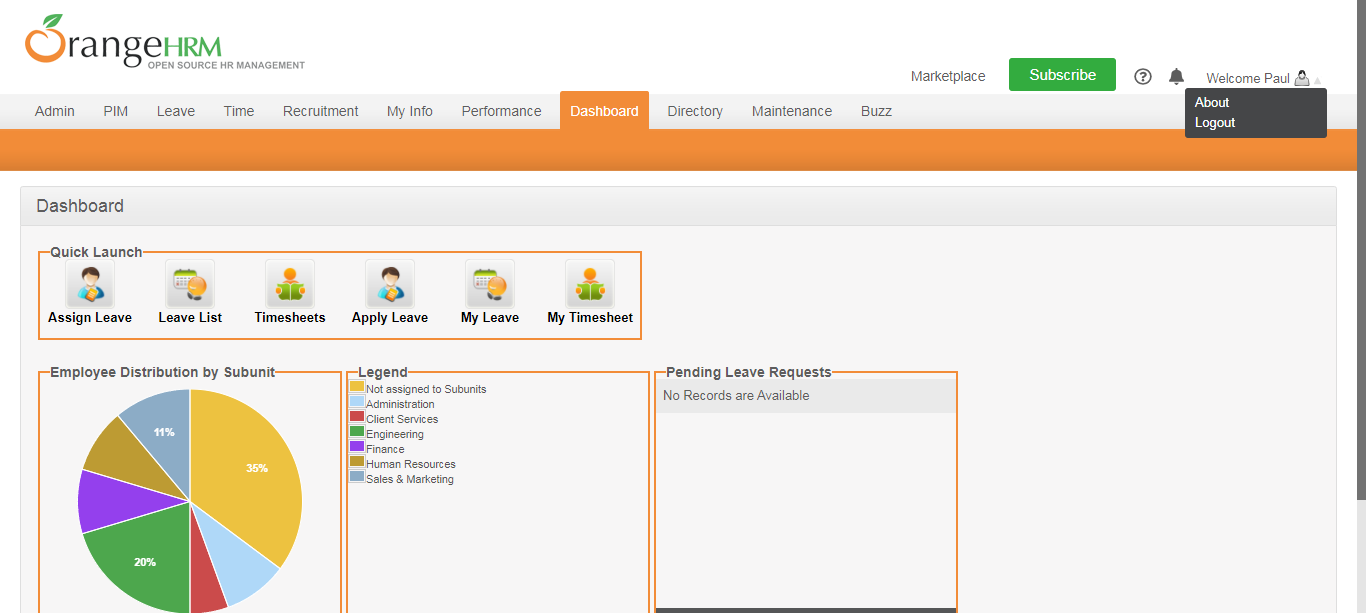 OrangeHRM
OPEN SOURCE HR MANAGEMENT
Marketplace
Subscribe
?
Welcome Paul
About
Logout
Admin PIM Leave Time Recruitment My Info Performance Dashboard Directory Maintenance Buzz
Dashboard
Quick Launch
Assign Leave Leave List Timesheets Apply Leave My Leave My Timesheet
Employee Distribution by Subunit
11%
35%
20%
Legend
Not assigned to Subunits
Administration
Client Services
Engineering
Finance
Human Resources
Sales & Marketing
Pending Leave Requests
No Records are Available